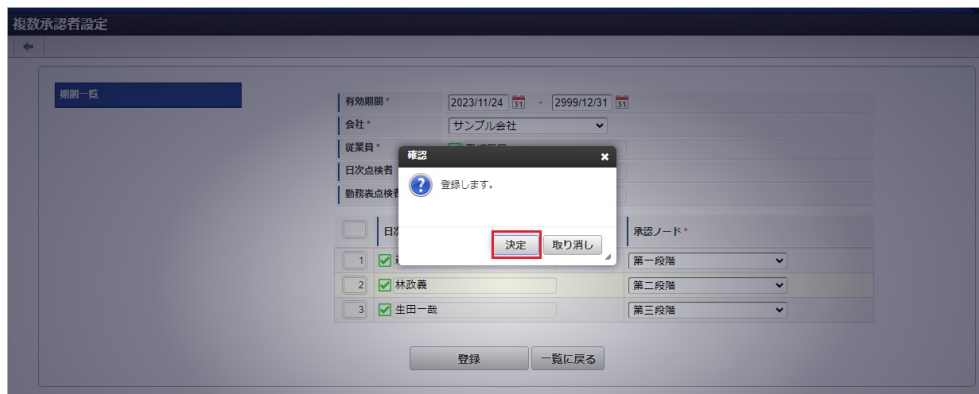 複数承認者設定
期間一覧
有効期間* 2023/11/24 31 - 2999/12/31 31
会社* サンプル会社
従業員*
確認
日次点検者
登録します。
勤務表点検者
承認ノード*
決定 取り消し
1 第一段階
2 林政義 第二段階
3 生田一哉 第三段階
登録 一覧に戻る